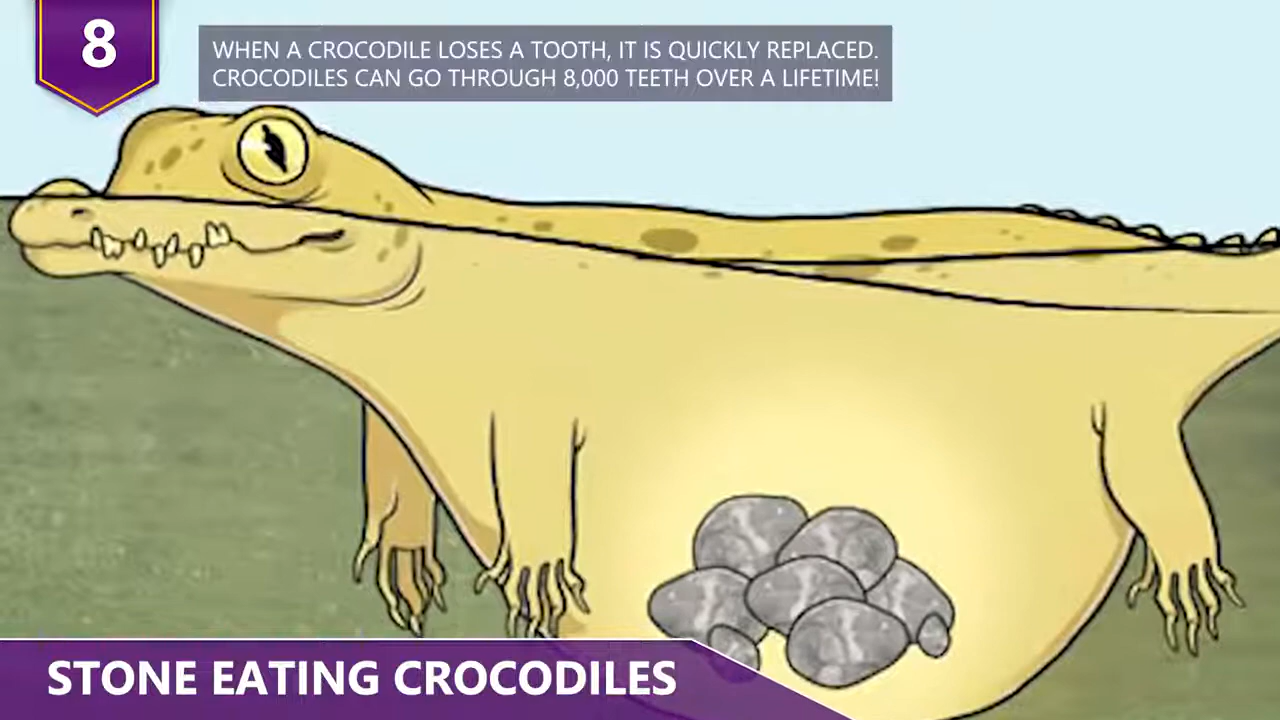 8
WHEN A CROCODILE LOSES A TOOTH, IT IS QUICKLY REPLACED.
CROCODILES CAN GO THROUGH 8,000 TEETH OVER A LIFETIME!
STONE EATING CROCODILES